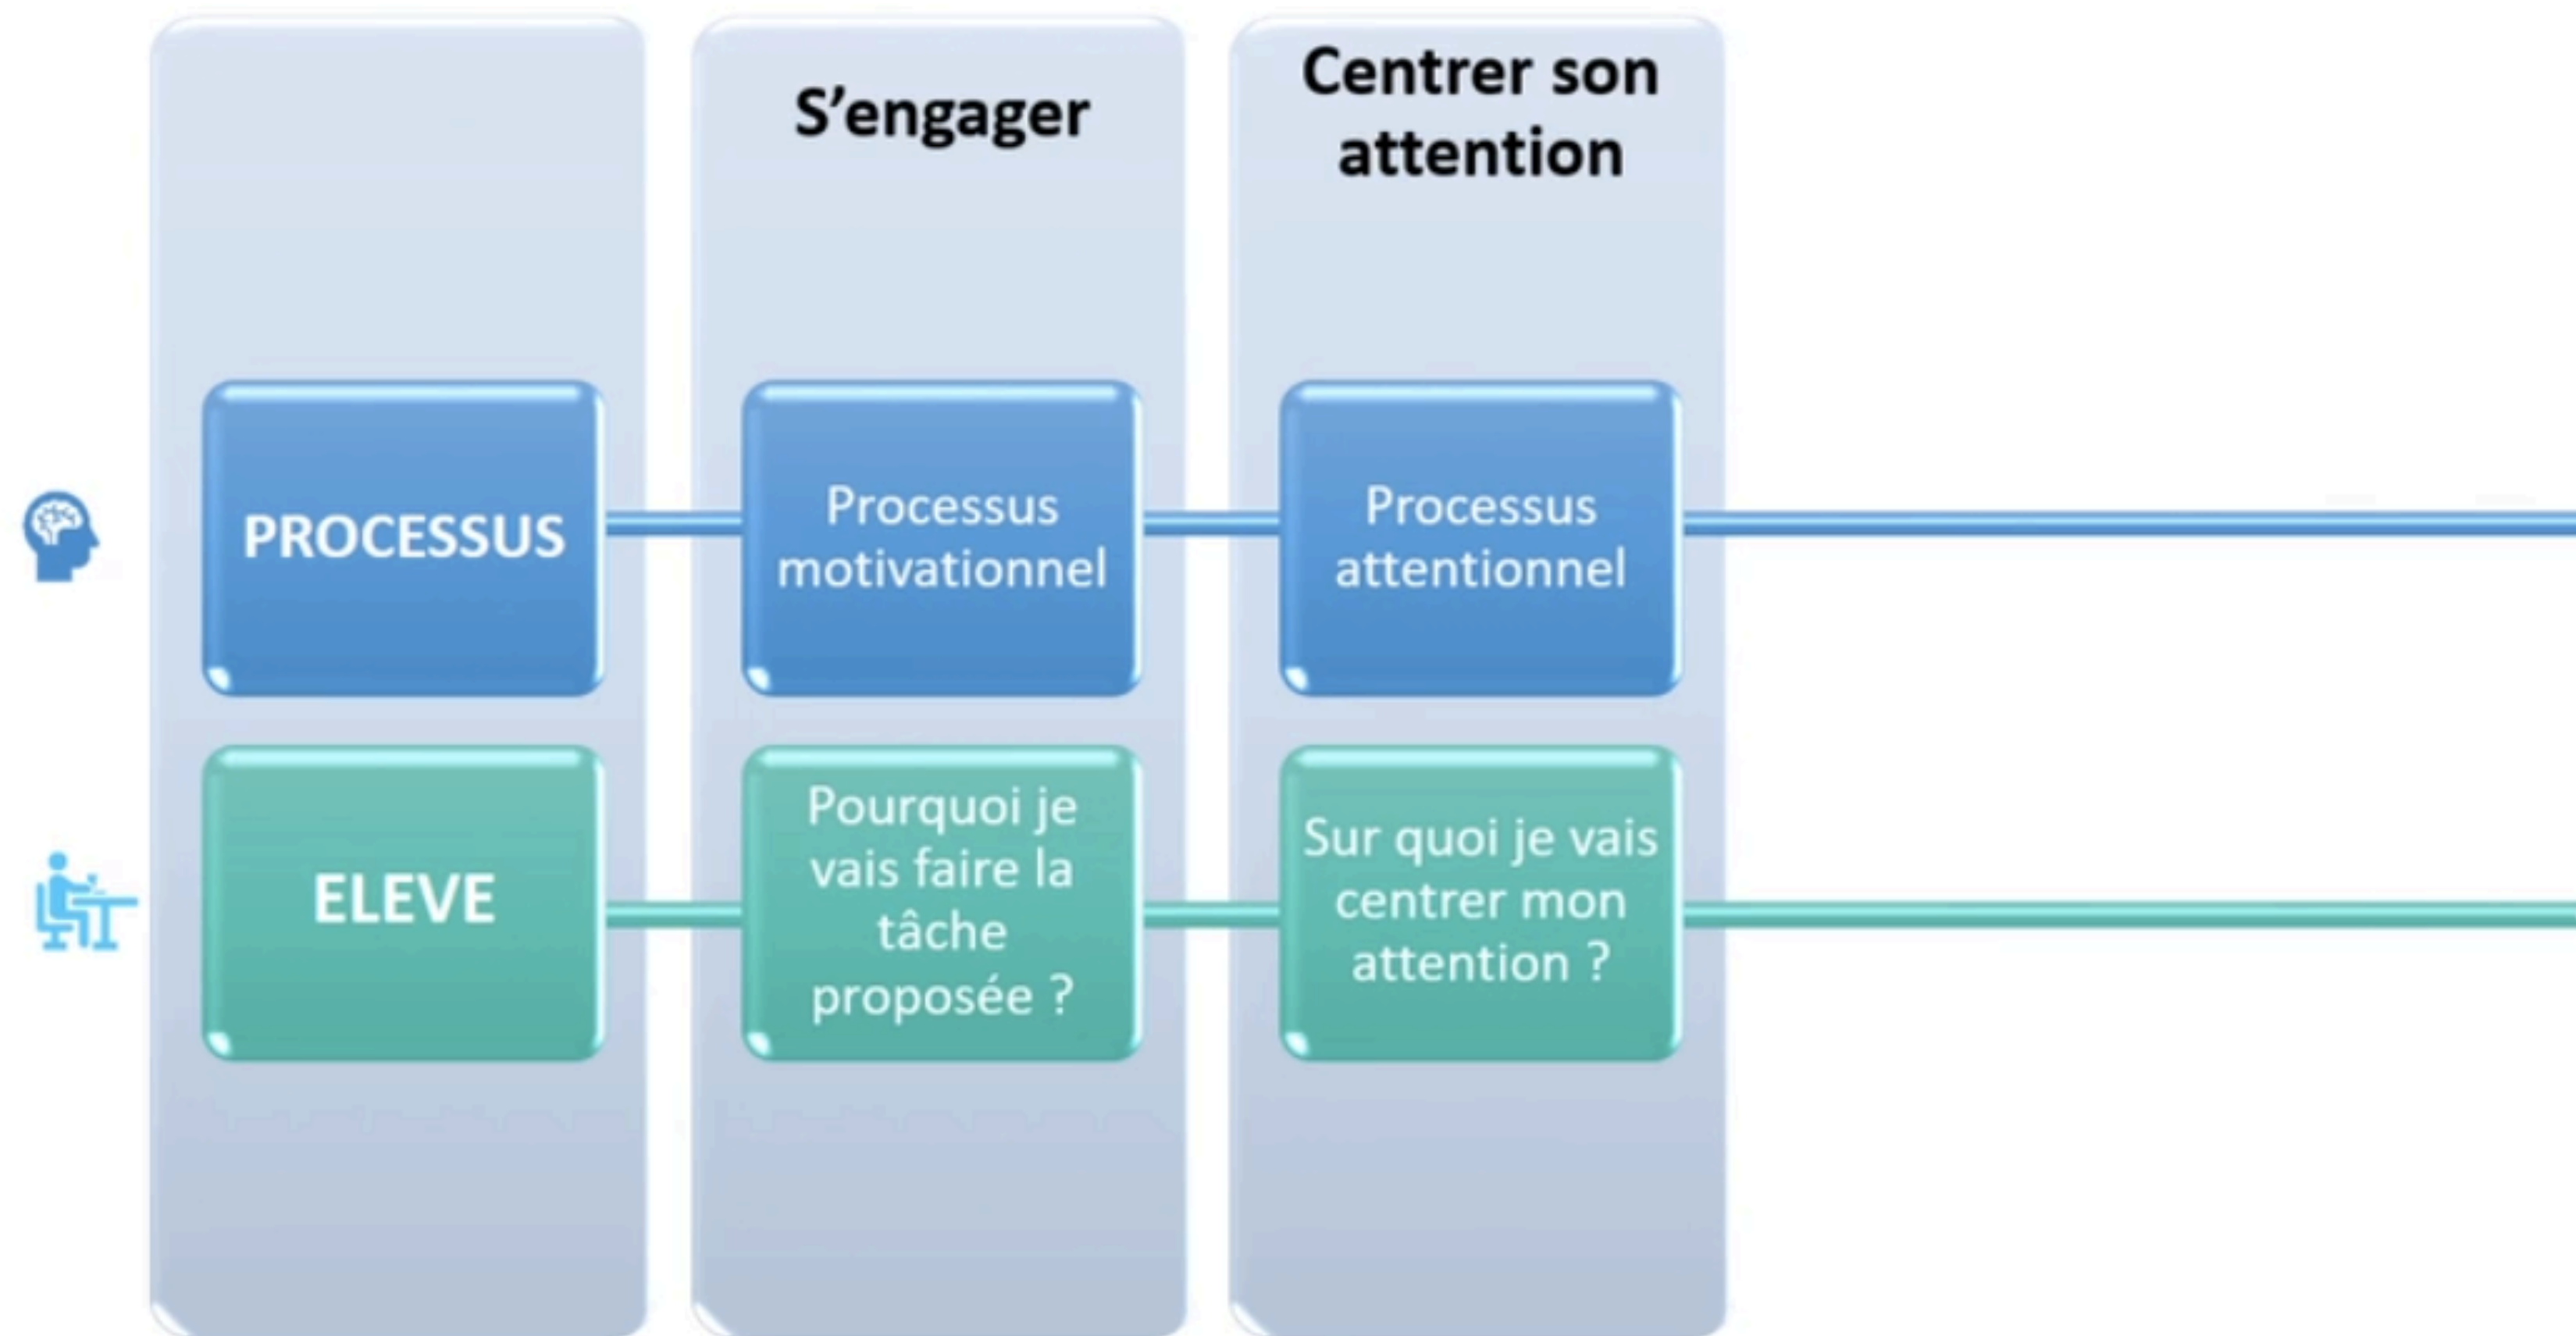 S’engager
Centrer son
attention
PROCESSUS
Processus
motivationnel
Processus
attentionnel
ELEVE
Pourquoi je
vais faire la
tâche
proposée ?
Sur quoi je vais
centrer mon
attention ?